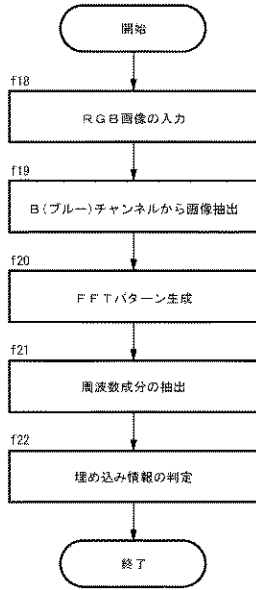 開始
f18
RGB画像の入力
f19
B(ブルー)チャンネルから画像抽出
f20
FFTパターン生成
f21
周波数成分の抽出
f22
埋め込み情報の判定
終了